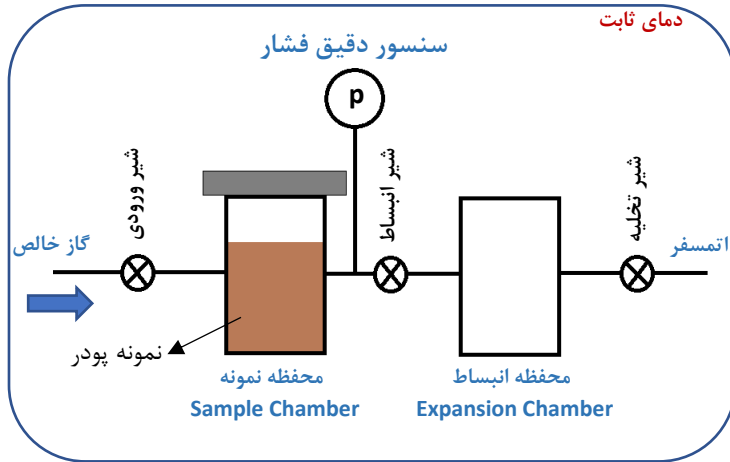 دمای ثابت
سنسور دقیق فشار
p
شیر ورودی
شیر انبساط
شیر تخلیه
گاز خالص
اتمسفر
نمونه پودر
محفظه نمونه
Sample Chamber
محفظه انبساط
Expansion Chamber